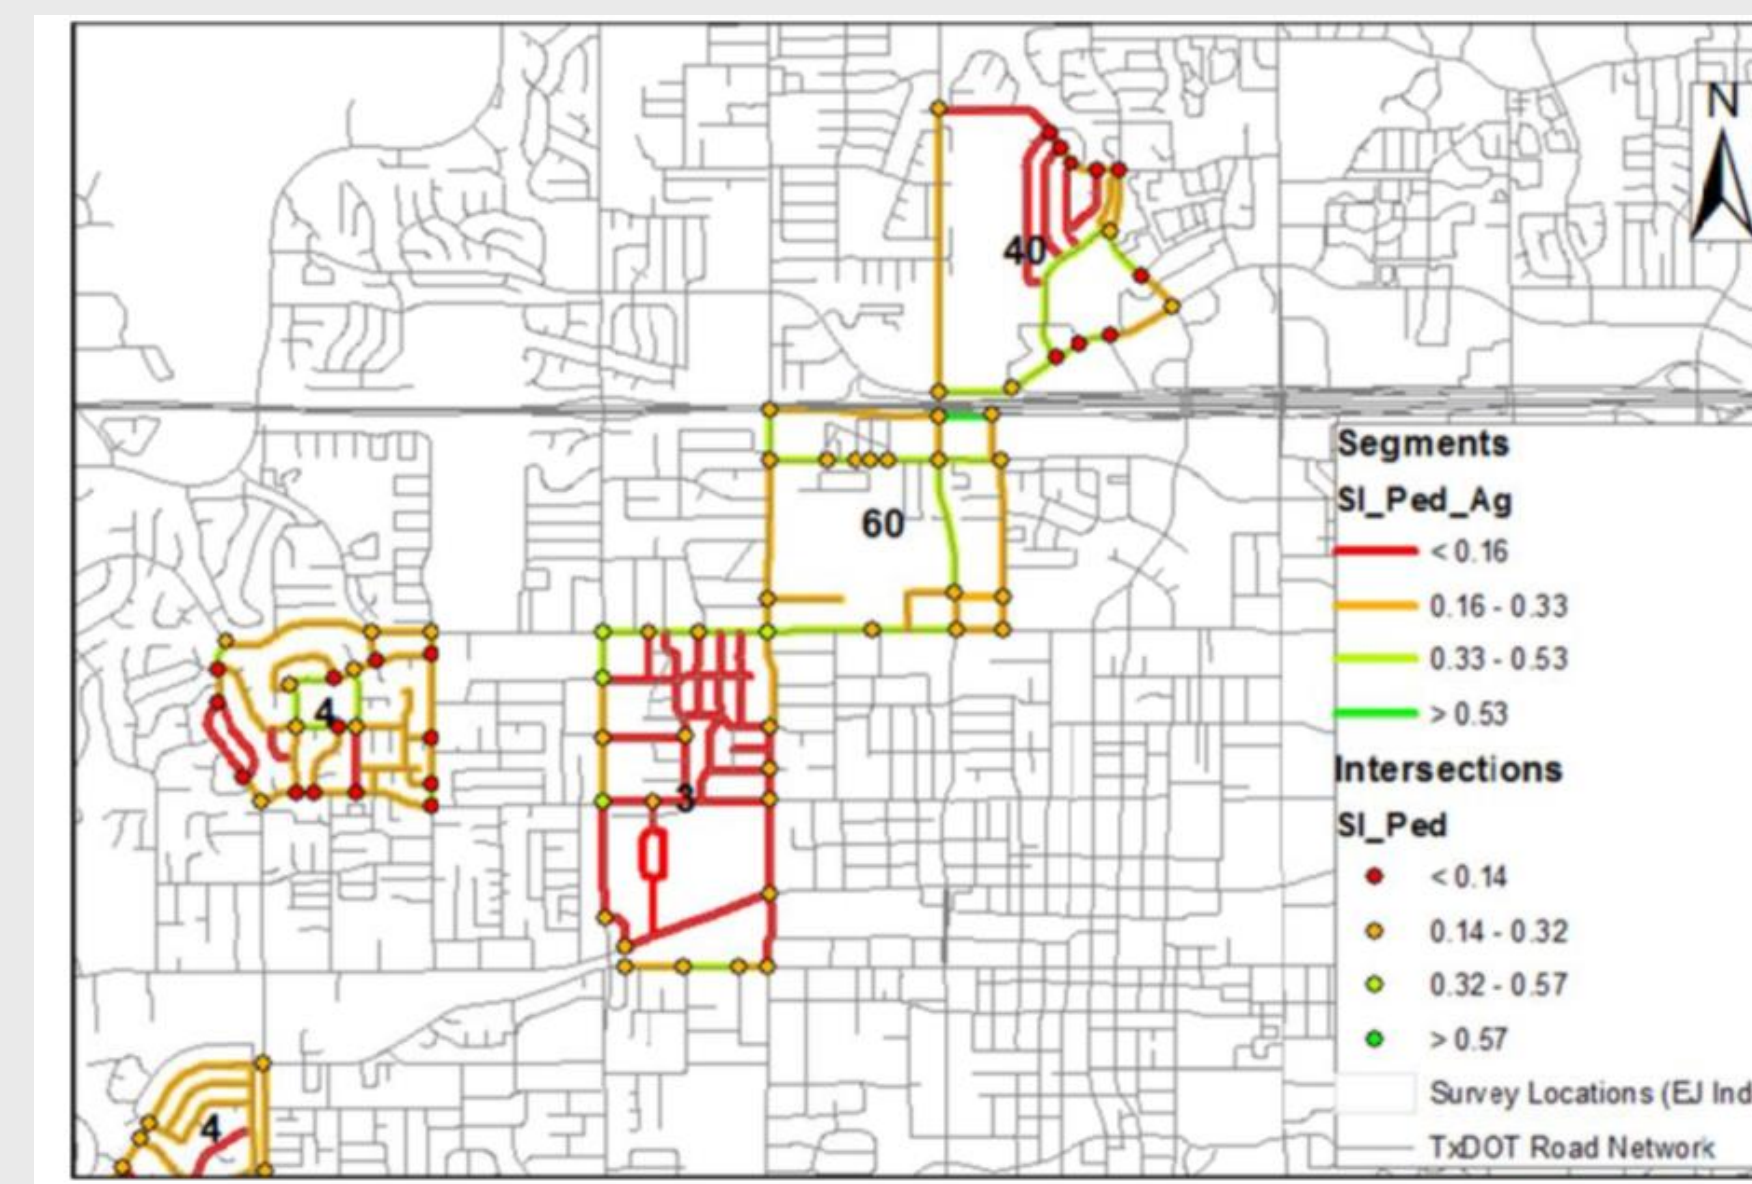 N
40
60
4
3
4
Segments
SI_Ped_Ag
< 0.16
0.16 - 0.33
0.33 - 0.53
> 0.53
Intersections
SI_Ped
< 0.14
0.14 - 0.32
0.32 - 0.57
> 0.57
Survey Locations (EJ Ind
TxDOT Road Network